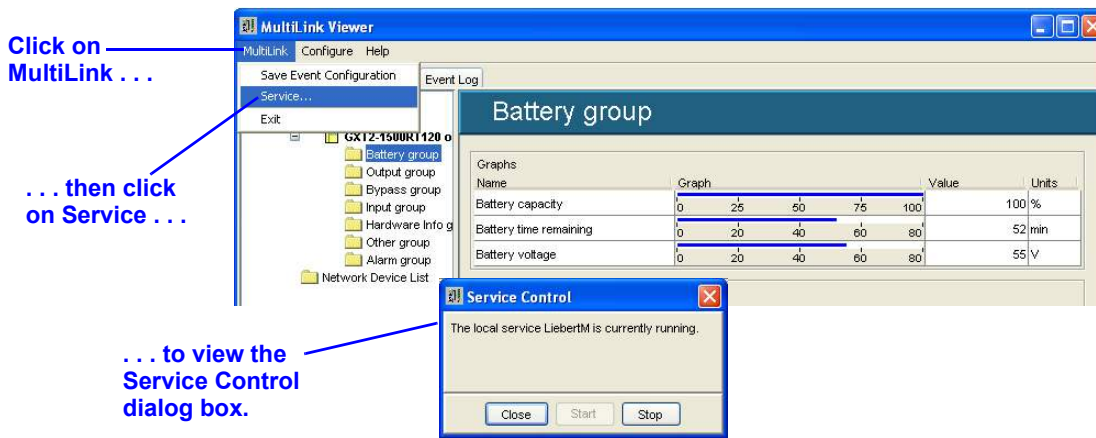 MultiLink Viewer
Click on
MultiLink . . .
MultiLink Configure Help
Save Event Configuration
Service...
Exit
Event Log
Battery group
GXT2-1500RT120 o
Battery group
Output group
Bypass group
Input group
Hardware Info g
Other group
Alarm group
Network Device List
Graphs
Name Graph Value Units
Battery capacity 0 25 50 75 100 100 %
Battery time remaining 0 20 40 60 80 52 min
Battery voltage 0 20 40 60 80 55 V
. . . then click
on Service . . .
Service Control
The local service LiebertM is currently running.
Close Start Stop
. . . to view the
Service Control
dialog box.